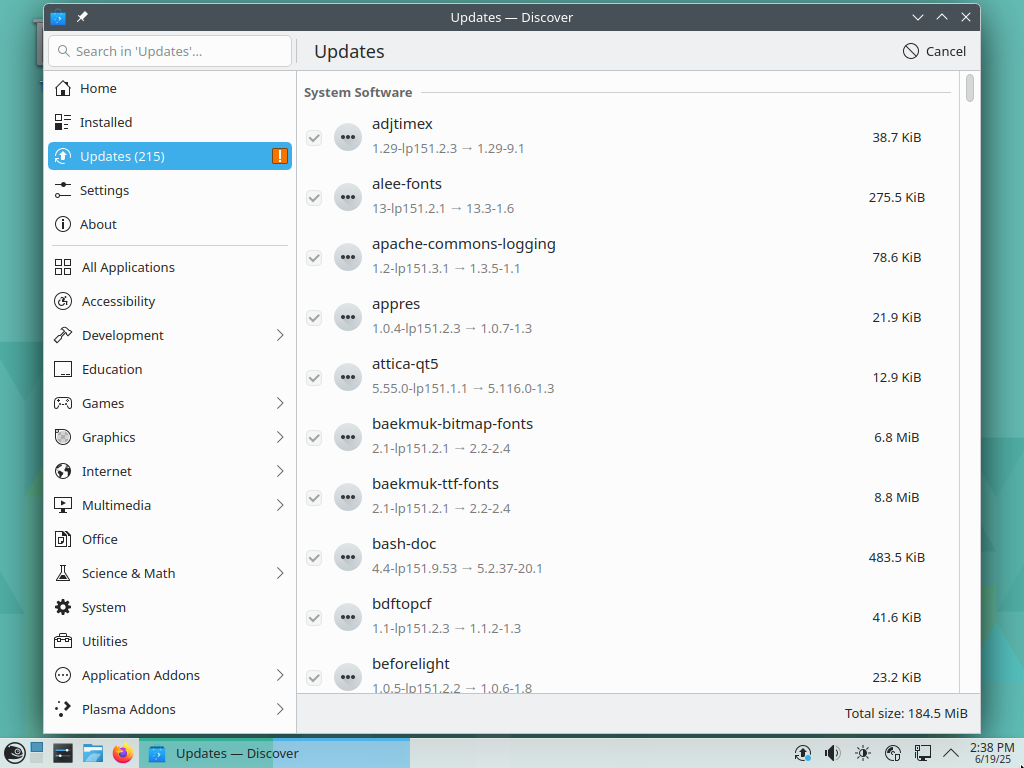 Updates — Discover
Search in 'Updates'...
Updates
Cancel
Home
Installed
Updates (215)
Settings
About
All Applications
Accessibility
Development
Education
Games
Graphics
Internet
Multimedia
Office
Science & Math
System
Utilities
Application Addons
Plasma Addons
System Software
adjtimex
38.7 KiB
1.29-lp151.2.3 → 1.29-9.1
alee-fonts
275.5 KiB
13-lp151.2.1 → 13.3-1.6
apache-commons-logging
78.6 KiB
1.2-lp151.3.1 → 1.3.5-1.1
appres
21.9 KiB
1.0.4-lp151.2.3 → 1.0.7-1.3
attica-qt5
12.9 KiB
5.55.0-lp151.1.1 → 5.116.0-1.3
baekmuk-bitmap-fonts
6.8 MiB
2.1-lp151.2.1 → 2.2-2.4
baekmuk-ttf-fonts
8.8 MiB
2.1-lp151.2.1 → 2.2-2.4
bash-doc
483.5 KiB
4.4-lp151.9.53 → 5.2.37-20.1
bdftopcf
41.6 KiB
1.1-lp151.2.3 → 1.1.2-1.3
beforelight
23.2 KiB
1.0.5-lp151.2.2 → 1.0.6-1.8
Total size: 184.5 MiB
Updates — Discover
2:38 PM
6/19/25